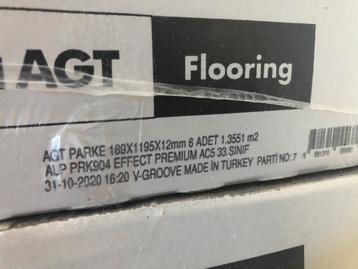 AGT Flooring
AGT PARKE 189X1195X12mm 6 ADET 1.3551 m2
ALP PRK904 EFFECT PREMIUM AC5 33.SINIF
31-10-2020 16:20 V-GROOVE MADE İN TURKEY PARTİ NO: 7